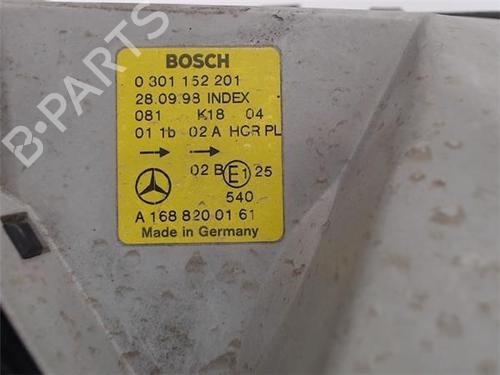 BOSCH
0 301 152 201
28.09.98 INDEX
081 K18 04
01 1b 02 A HCR PL
02 B E1 25
540
A 168 820 01 61
Made in Germany
B-PARTS